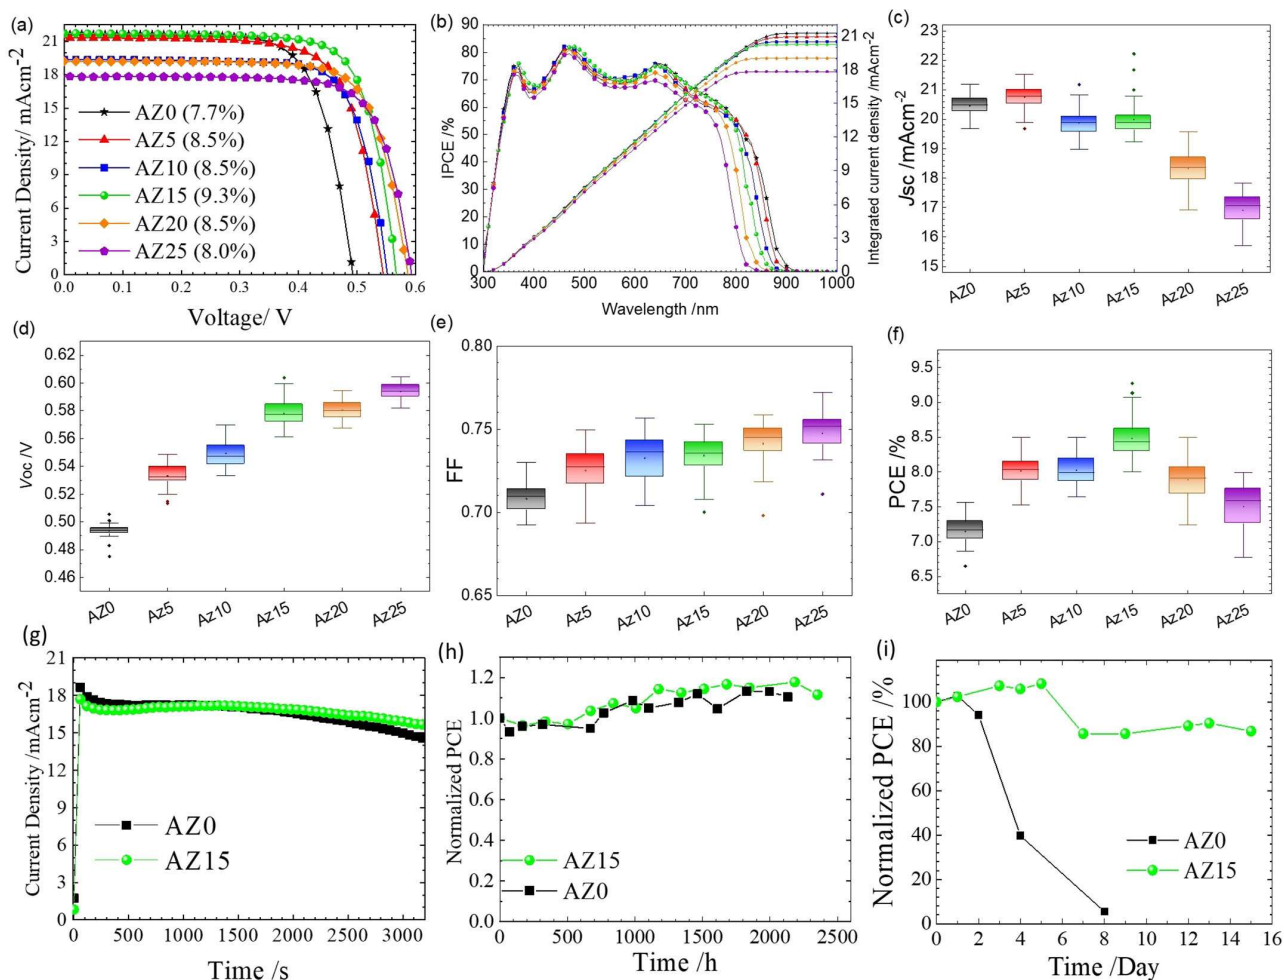 (a)
Current Density/ mAcm-2
21
18
15
12
9
6
3
0
AZ0 (7.7%)
AZ5 (8.5%)
AZ10 (8.5%)
AZ15 (9.3%)
AZ20 (8.5%)
AZ25 (8.0%)
0.0 0.1 0.2 0.3 0.4 0.5 0.6
Voltage/ V
(b)
IPCE /%
90
80
70
60
50
40
30
20
10
0
21
18
15
12
9
6
3
0
Integrated current density /mAcm-2
300 400 500 600 700 800 900 1000
Wavelength /nm
(c)
Jsc /mAcm-2
23
22
21
20
19
18
17
16
15
AZ0 Az5 Az10 Az15 Az20 Az25
(d)
Voc /V
0.62
0.60
0.58
0.56
0.54
0.52
0.50
0.48
0.46
AZ0 Az5 Az10 Az15 Az20 Az25
(e)
FF
0.80
0.75
0.70
0.65
AZ0 Az5 Az10 Az15 Az20 Az25
(f)
PCE /%
9.5
9.0
8.5
8.0
7.5
7.0
6.5
AZ0 Az5 Az10 Az15 Az20 Az25
(g)
Current Density /mAcm-2
21
18
15
12
9
6
3
0
AZ0
AZ15
0 500 1000 1500 2000 2500 3000
Time /s
(h)
Normalized PCE
1.2
1.0
0.8
0.6
0.4
0.2
0.0
AZ15
AZ0
0 500 1000 1500 2000 2500
Time /h
(i)
Normalized PCE /%
100
80
60
40
20
0
AZ0
AZ15
0 2 4 6 8 10 12 14 16
Time /Day